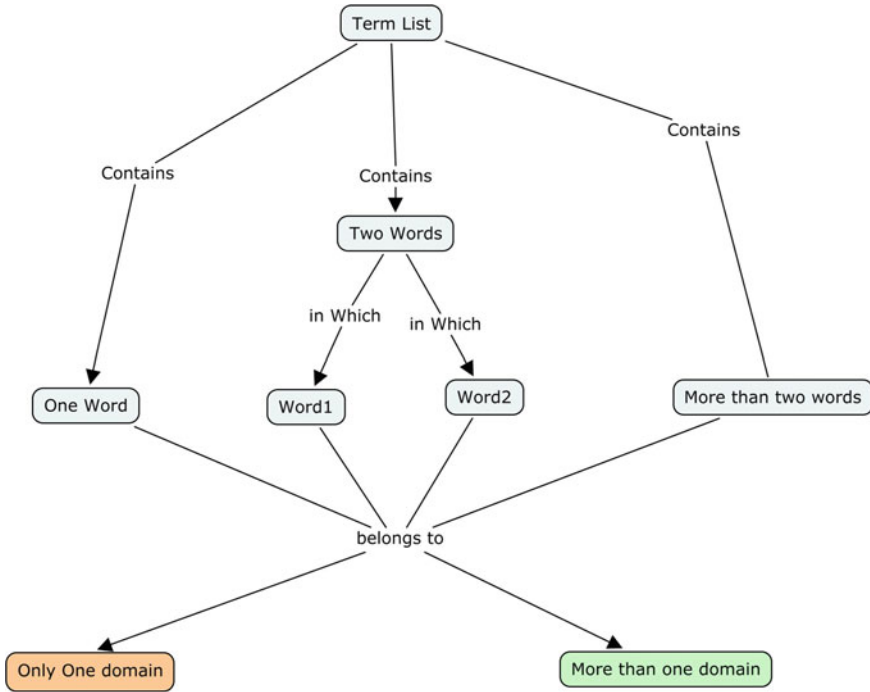 Term List
Contains
Contains
Contains
Two Words
in Which
in Which
One Word
Word1
Word2
More than two words
belongs to
Only One domain
More than one domain